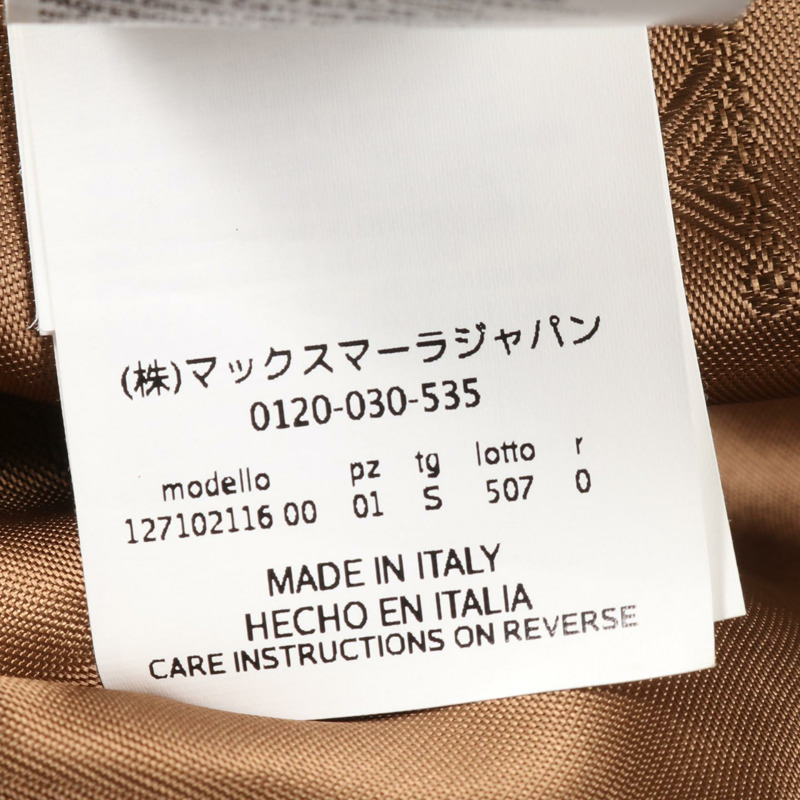 (株)マックスマーラジャパン
0120-030-535
modello pz tg lotto r
127102116 00 01 S 507 0
MADE IN ITALY
HECHO EN ITALIA
CARE INSTRUCTIONS ON REVERSE